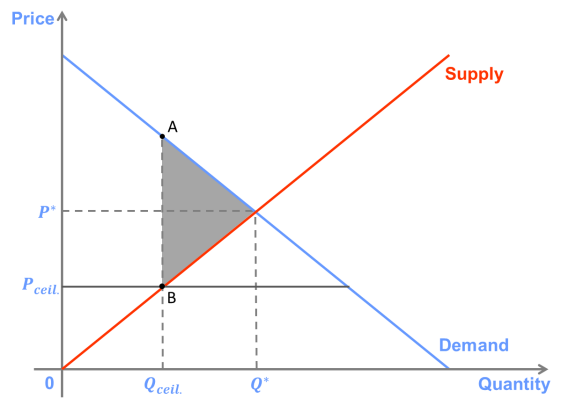 Price
Supply
A
P*
P_ceil.
B
Demand
0
Q_ceil.
Q*
Quantity